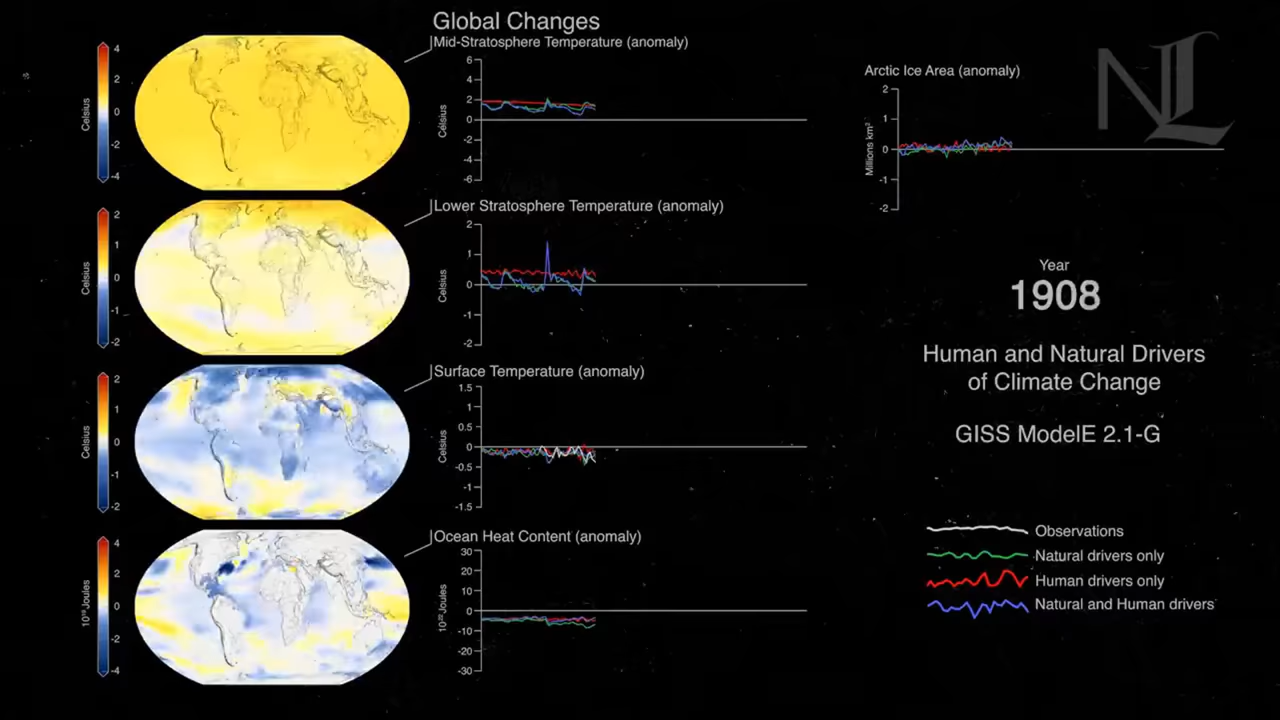 Global Changes
Mid-Stratosphere Temperature (anomaly)
4
2
0
-2
-4
Celsius
6
4
2
0
-2
-4
-6
Celsius
Lower Stratosphere Temperature (anomaly)
2
1
0
-1
-2
Celsius
2
1
0
-1
-2
Celsius
Surface Temperature (anomaly)
2
1
0
-1
-2
Celsius
1.5
1
0.5
0
-0.5
-1
-1.5
Celsius
Ocean Heat Content (anomaly)
4
2
0
-2
-4
10¹⁹ Joules
30
20
10
0
-10
-20
-30
10²² Joules
Arctic Ice Area (anomaly)
2
1
0
-1
-2
Millions km²
NL
Year
1908
Human and Natural Drivers
of Climate Change
GISS ModelE 2.1-G
Observations
Natural drivers only
Human drivers only
Natural and Human drivers